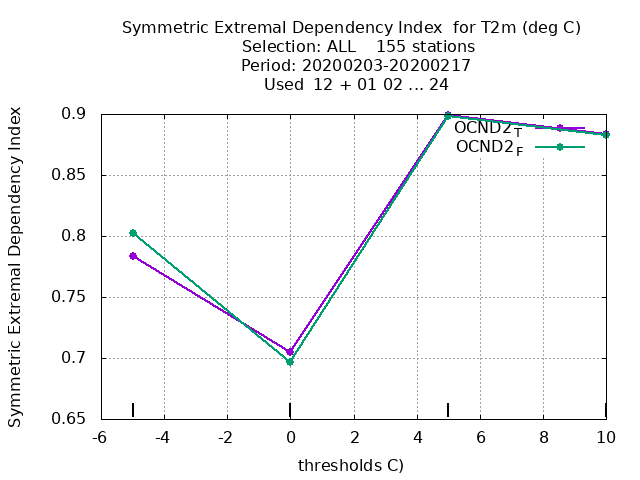 Symmetric Extremal Dependency Index  for T2m (deg C)
Selection: ALL    155 stations
Period: 20200203-20200217
Used  12 + 01 02 ... 24
Symmetric Extremal Dependency Index
0.9
0.85
0.8
0.75
0.7
0.65
OCND2T
OCND2F
-6
-4
-2
0
2
4
6
8
10
thresholds C)